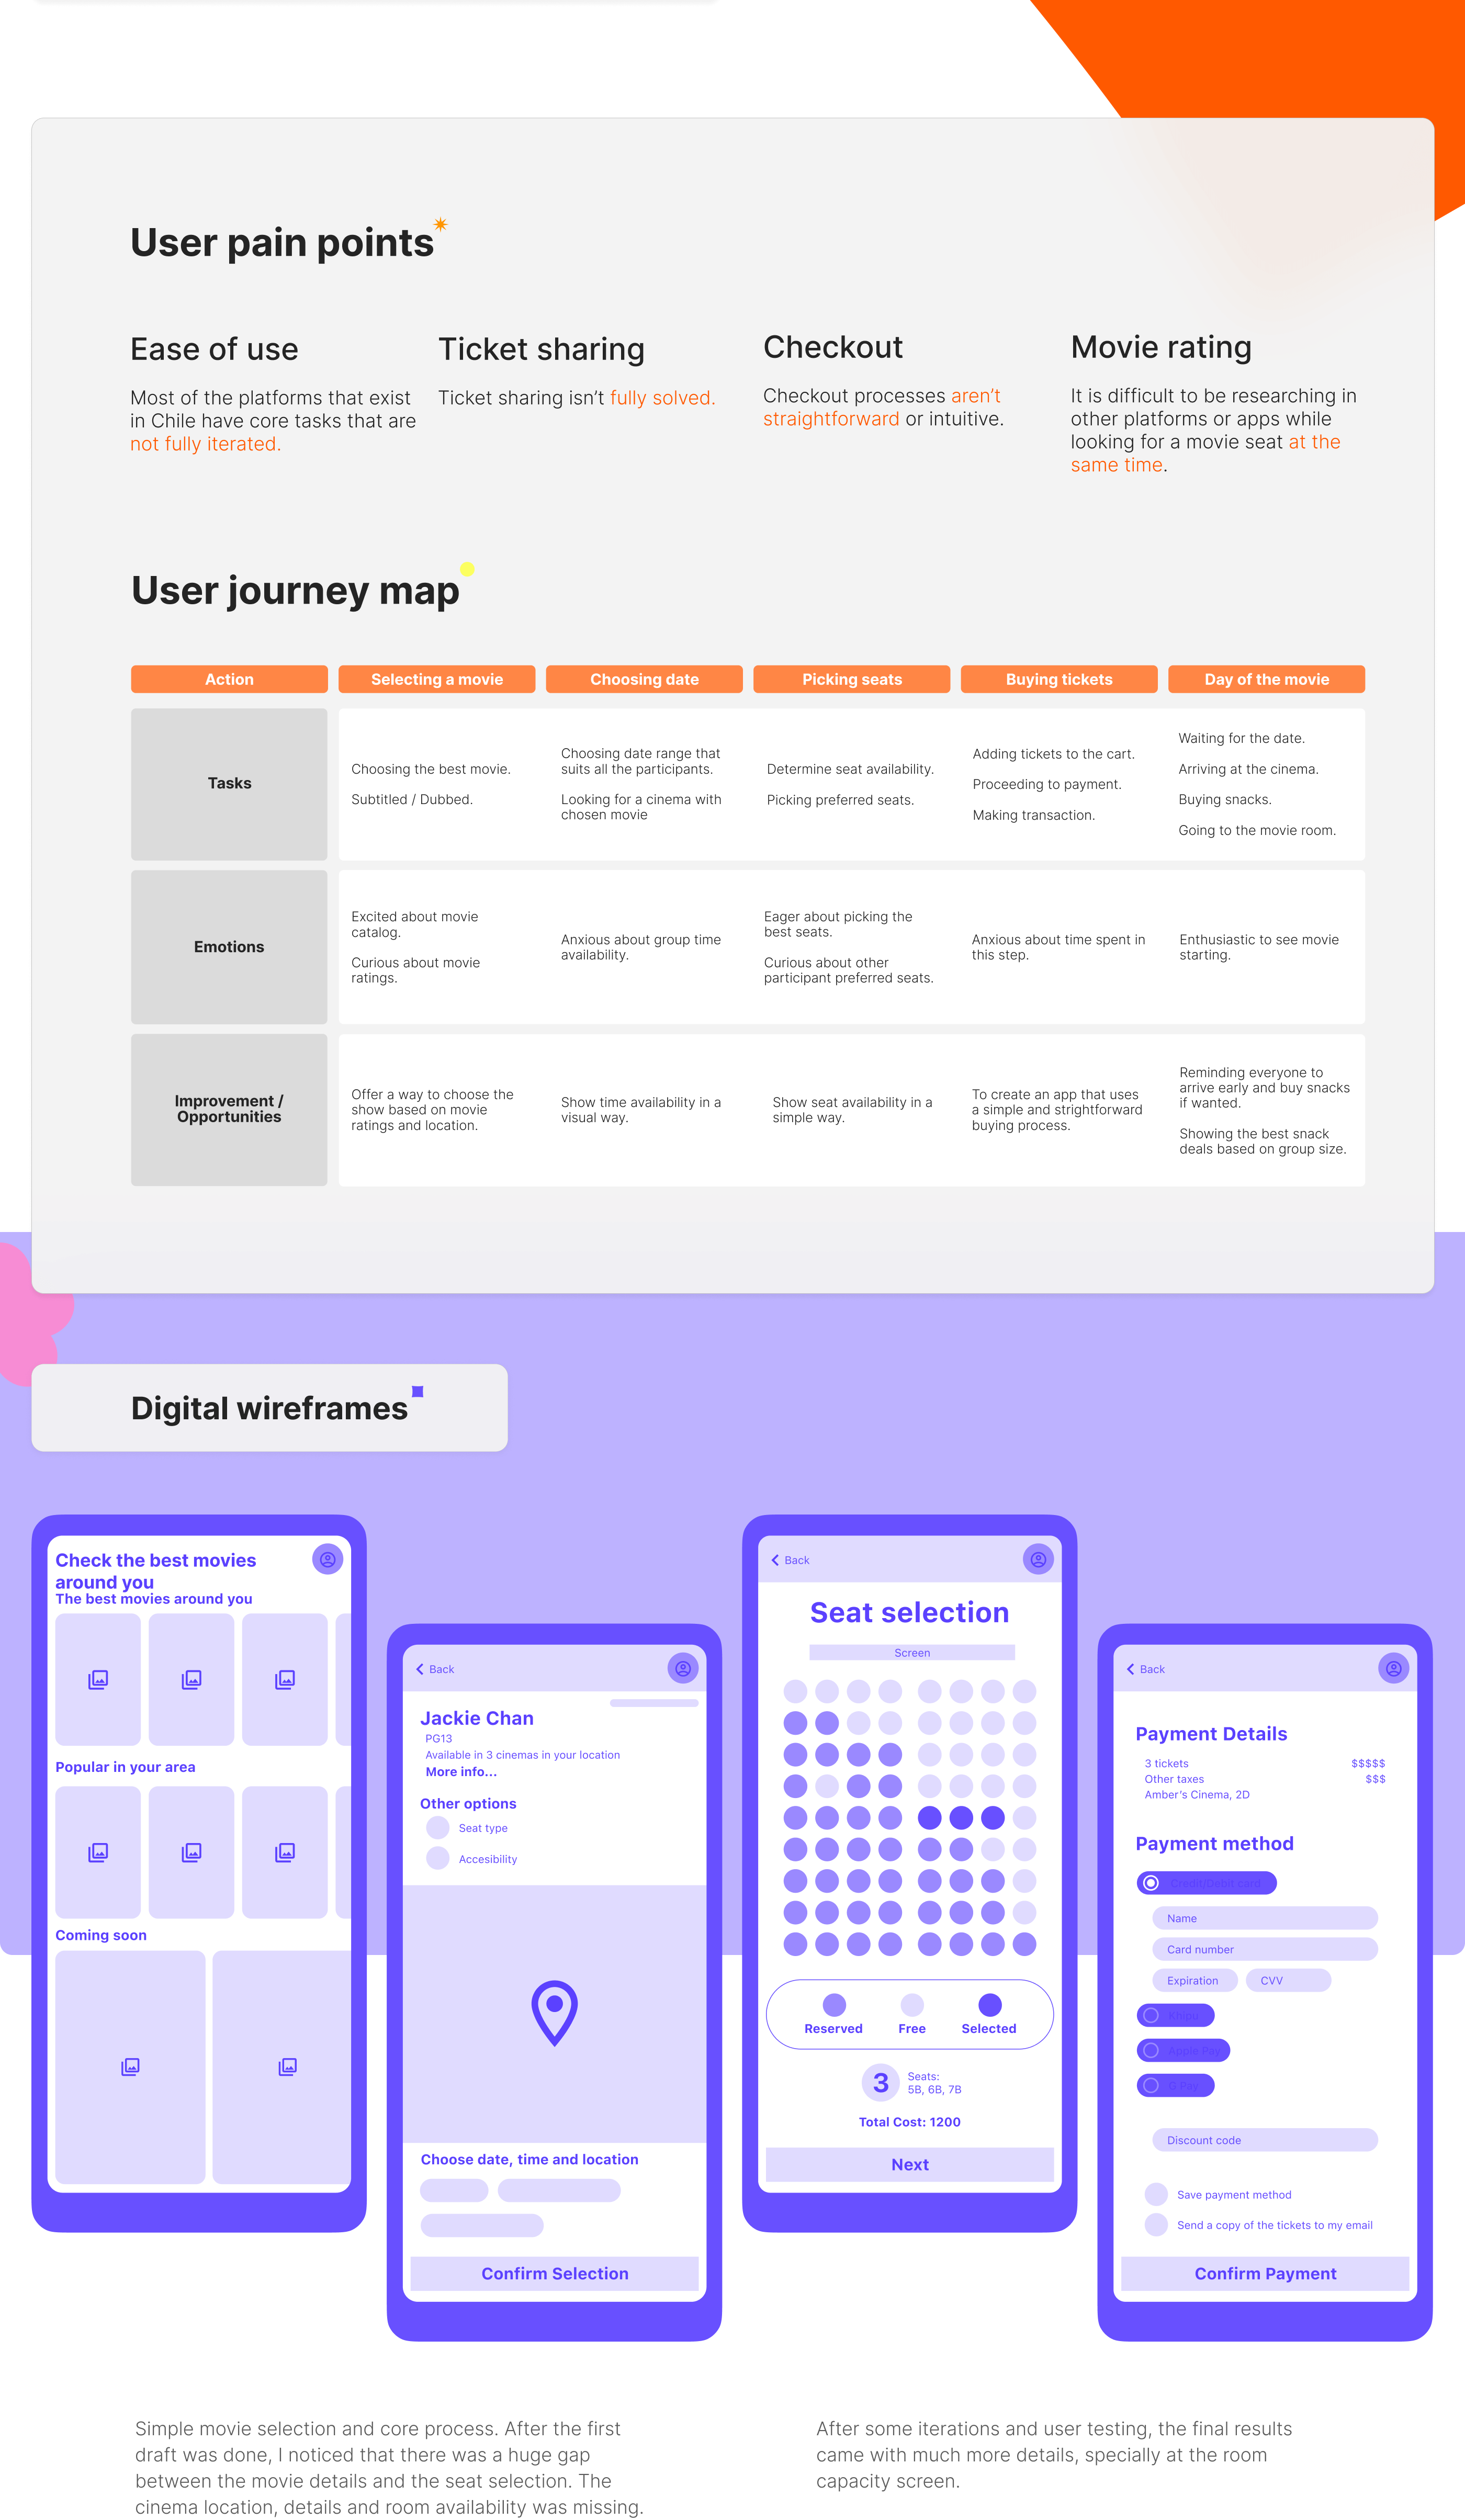 User pain points
Ease of use
Most of the platforms that exist
in Chile have core tasks that are
not fully iterated.
Ticket sharing
Ticket sharing isn’t fully solved.
Checkout
Checkout processes aren’t
straightforward or intuitive.
Movie rating
It is difficult to be researching in
other platforms or apps while
looking for a movie seat at the
same time.
User journey map
Action
Selecting a movie
Choosing date
Picking seats
Buying tickets
Day of the movie
Tasks
Choosing the best movie.
Subtitled / Dubbed.
Choosing date range that
suits all the participants.
Looking for a cinema with
chosen movie
Determine seat availability.
Picking preferred seats.
Adding tickets to the cart.
Proceeding to payment.
Making transaction.
Waiting for the date.
Arriving at the cinema.
Buying snacks.
Going to the movie room.
Emotions
Excited about movie
catalog.
Curious about movie
ratings.
Anxious about group time
availability.
Eager about picking the
best seats.
Curious about other
participant preferred seats.
Anxious about time spent in
this step.
Enthusiastic to see movie
starting.
Improvement /
Opportunities
Offer a way to choose the
show based on movie
ratings and location.
Show time availability in a
visual way.
Show seat availability in a
simple way.
To create an app that uses
a simple and strightforward
buying process.
Reminding everyone to
arrive early and buy snacks
if wanted.
Showing the best snack
deals based on group size.
Digital wireframes
Check the best movies
around you
The best movies around you
Popular in your area
Coming soon
Back
Jackie Chan
PG13
Available in 3 cinemas in your location
More info...
Other options
Seat type
Accesibility
Choose date, time and location
Confirm Selection
Back
Seat selection
Screen
Reserved
Free
Selected
3
Seats:
5B, 6B, 7B
Total Cost: 1200
Next
Back
Payment Details
3 tickets $$$$$
Other taxes $$$
Amber’s Cinema, 2D
Payment method
Credit/Debit card
Name
Card number
Expiration
CVV
Apple Pay
Discount code
Save payment method
Send a copy of the tickets to my email
Confirm Payment
Simple movie selection and core process. After the first
draft was done, I noticed that there was a huge gap
between the movie details and the seat selection. The
cinema location, details and room availability was missing.
After some iterations and user testing, the final results
came with much more details, specially at the room
capacity screen.